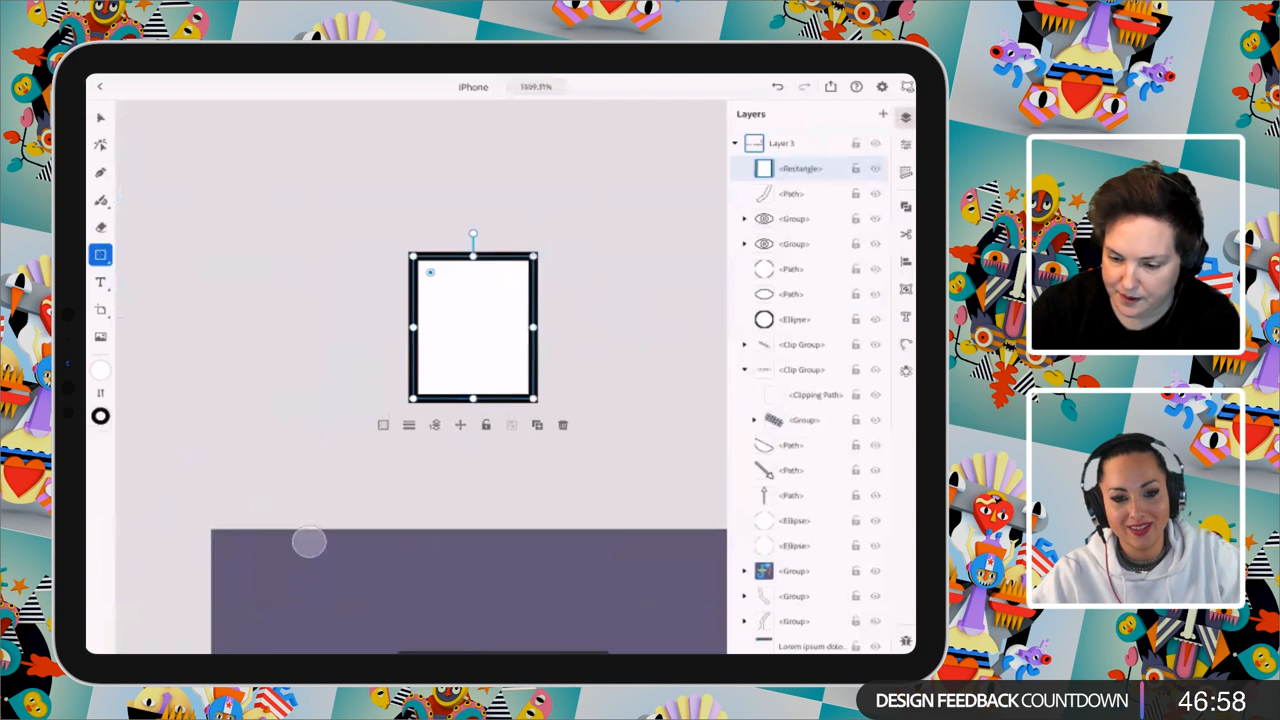 iPhone
Layers
Layer 3
<Rectangle>
<Path>
<Group>
<Group>
<Path>
<Path>
<Ellipse>
<Clip Group>
<Clip Group>
<Clipping Path>
<Group>
<Path>
<Path>
<Path>
<Ellipse>
<Ellipse>
<Group>
<Group>
<Group>
Lorem ipsum dolo...
DESIGN FEEDBACK COUNTDOWN
46:58